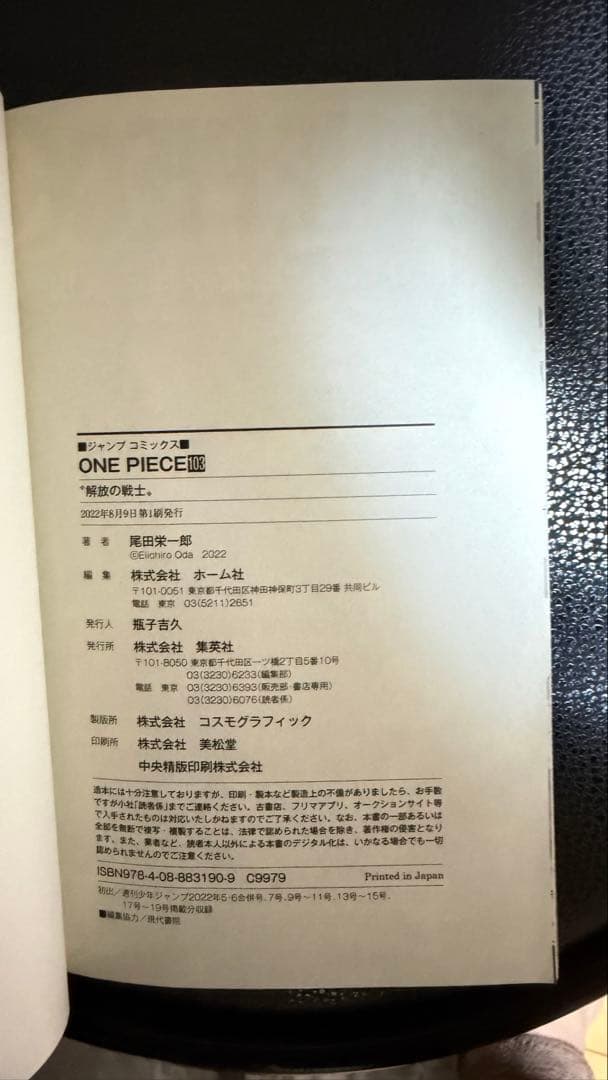 ■ジャンプ コミックス■
ONE PIECE 103
“解放の戦士”
2022年8月9日第1刷発行
著者 尾田栄一郎
©Eiichiro Oda 2022
編集 株式会社 ホーム社
〒101-0051 東京都千代田区神田神保町3丁目29番 共同ビル
電話 東京 03(5211)2651
発行人 瓶子吉久
発行所 株式会社 集英社
〒101-8050 東京都千代田区一ツ橋2丁目5番10号
03(3230)6233(編集部)
電話 東京 03(3230)6393(販売部・書店専用)
03(3230)6076(読者係)
製版所 株式会社 コスモグラフィック
印刷所 株式会社 美松堂
中央精版印刷株式会社
造本には十分注意しておりますが、印刷・製本など製造上の不備がありましたら、お手数
ですが小社「読者係」までご連絡ください。古書店、フリマアプリ、オークションサイト等
で入手されたものは対応いたしかねますのでご了承ください。なお、本書の一部あるいは
全部を無断で複写・複製することは、法律で認められた場合を除き、著作権の侵害となり
ます。また、業者など、読者本人以外による本書のデジタル化は、いかなる場合でも一切
認められませんのでご注意ください。
ISBN978-4-08-883190-9 C9979 Printed in Japan
初出/週刊少年ジャンプ2022年5・6合併号、7号、9号〜11号、13号〜15号、
17号〜19号掲載分収録
■編集協力/現代書院